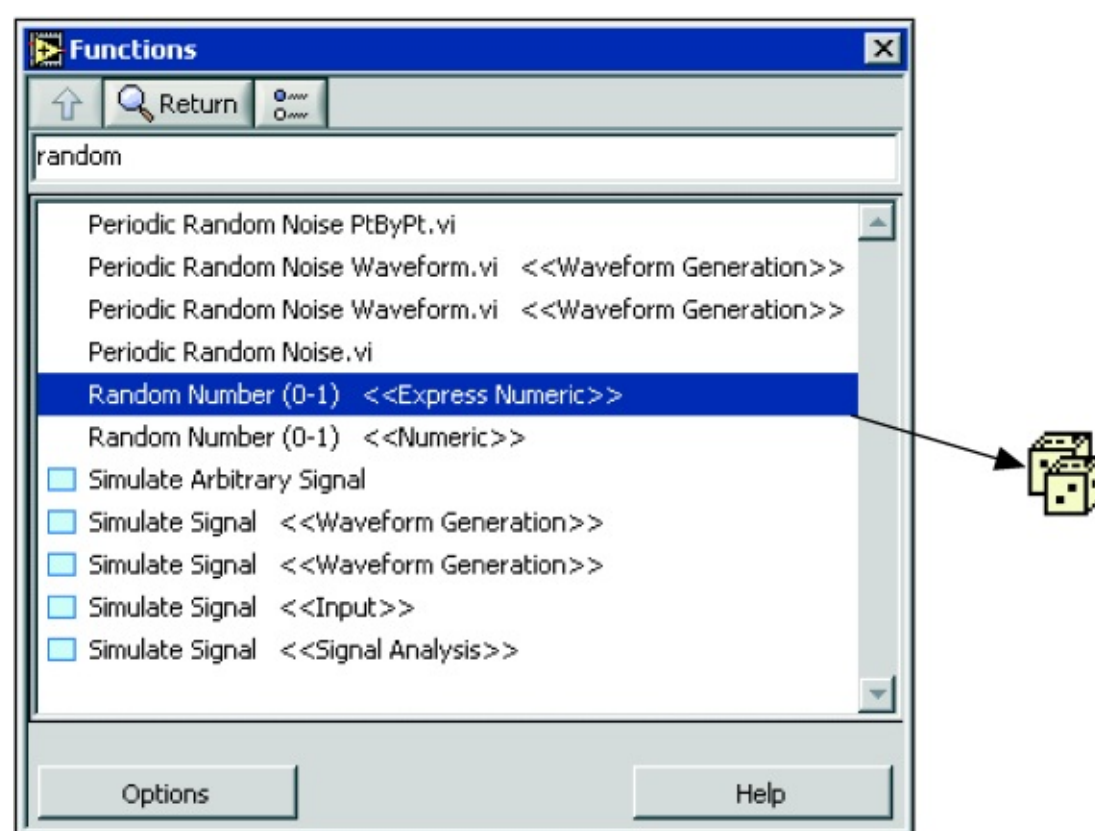 Functions
Return
random
Periodic Random Noise PtByPt.vi
Periodic Random Noise Waveform.vi <<Waveform Generation>>
Periodic Random Noise Waveform.vi <<Waveform Generation>>
Periodic Random Noise.vi
Random Number (0-1) <<Express Numeric>>
Random Number (0-1) <<Numeric>>
Simulate Arbitrary Signal
Simulate Signal <<Waveform Generation>>
Simulate Signal <<Waveform Generation>>
Simulate Signal <<Input>>
Simulate Signal <<Signal Analysis>>
Options Help